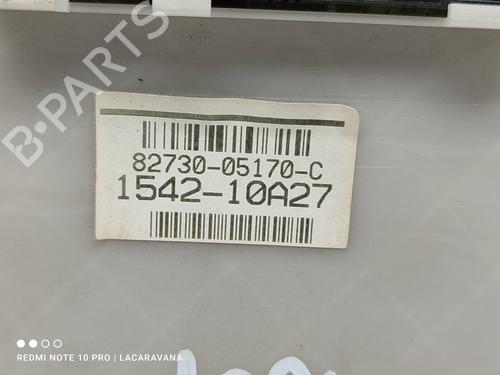 B-PARTS
82730-05170-C
1542-10A27
REDMI NOTE 10 PRO | LACARAVANA